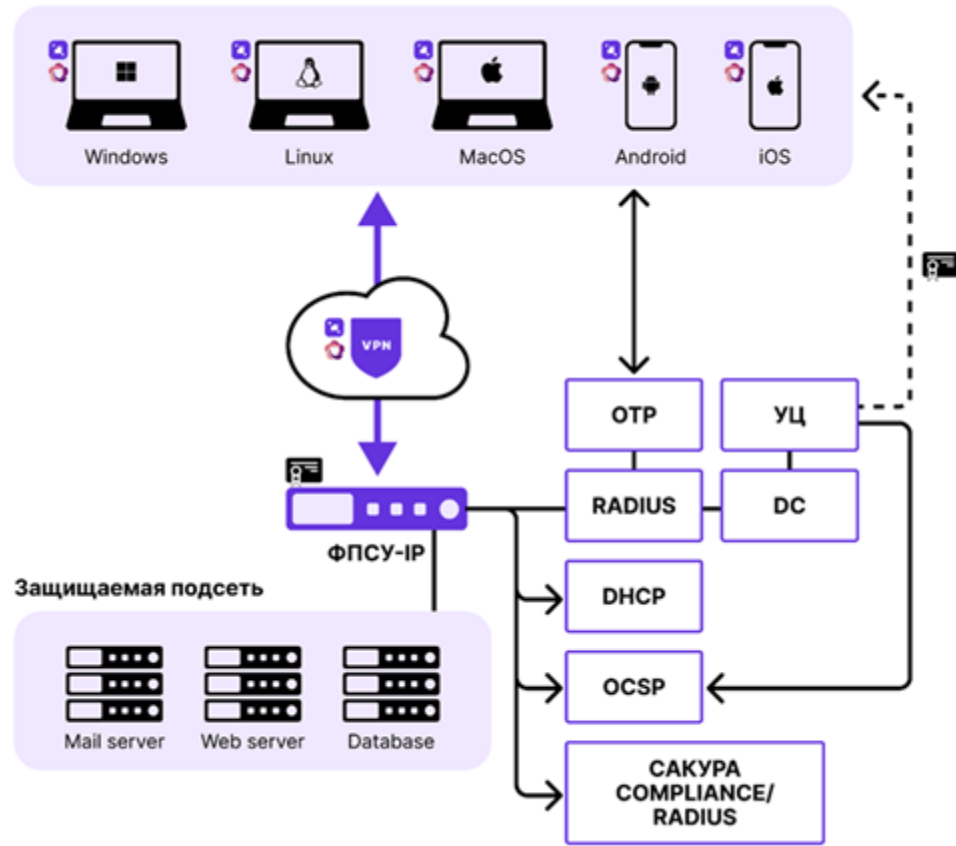 Windows
Linux
MacOS
Android
iOS
VPN
OTP
УЦ
RADIUS
DC
ФПСУ-IP
DHCP
Защищаемая подсеть
OCSP
Mail server
Web server
Database
САКУРА
COMPLIANCE/
RADIUS